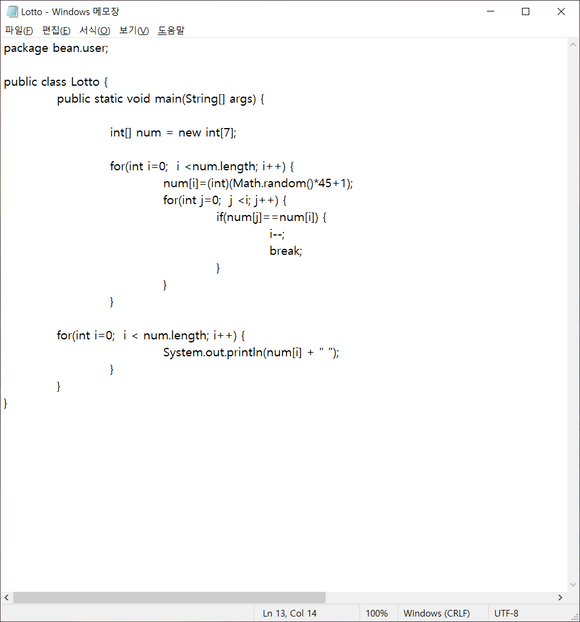 Lotto - Windows 메모장
파일(F) 편집(E) 서식(O) 보기(V) 도움말
package bean.user;
public class Lotto {
public static void main(String[] args) {
int[] num = new int[7];
for(int i=0;  i <num.length; i++) {
num[i]=(int)(Math.random()*45+1);
for(int j=0;  j <i; j++) {
if(num[j]==num[i]) {
i--;
break;
}
}
}
for(int i=0;  i < num.length; i++) {
System.out.println(num[i] + " ");
}
}
}
Ln 13, Col 14 100% Windows (CRLF) UTF-8